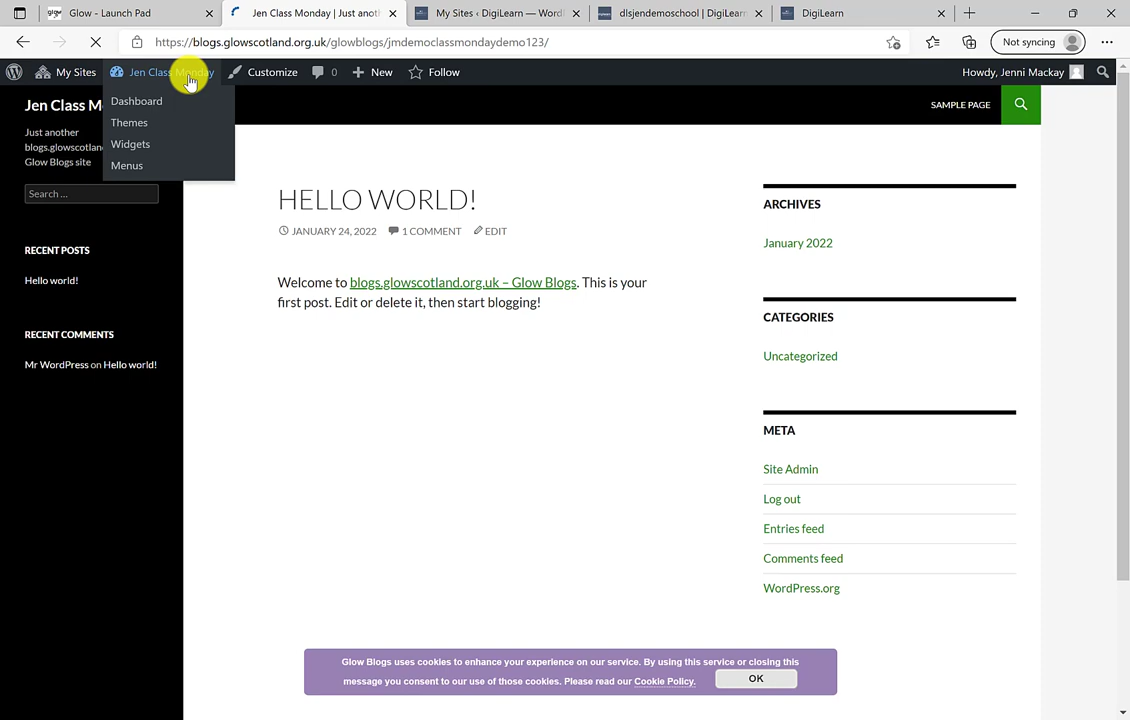 Glow - Launch Pad
Jen Class Monday | Just anot
My Sites ‹ DigiLearn — Word
dlsjendemoschool | DigiLearn
DigiLearn
https://blogs.glowscotland.org.uk/glowblogs/jmdemoclassmondaydemo123/
Not syncing
My Sites
Jen Class Monday
Customize
0
New
Follow
Howdy, Jenni Mackay
Dashboard
Themes
Widgets
Menus
Jen Class M
Just another
blogs.glowscotland
Glow Blogs site
Search ...
RECENT POSTS
Hello world!
RECENT COMMENTS
Mr WordPress on Hello world!
SAMPLE PAGE
HELLO WORLD!
JANUARY 24, 2022 1 COMMENT EDIT
Welcome to blogs.glowscotland.org.uk – Glow Blogs. This is your
first post. Edit or delete it, then start blogging!
ARCHIVES
January 2022
CATEGORIES
Uncategorized
META
Site Admin
Log out
Entries feed
Comments feed
WordPress.org
Glow Blogs uses cookies to enhance your experience on our service. By using this service or closing this
message you consent to our use of those cookies. Please read our Cookie Policy.
OK